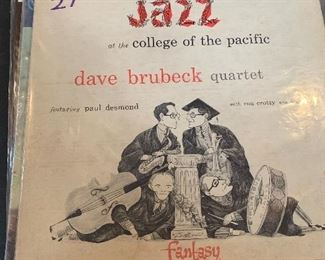 27
Jazz
at the college of the pacific
dave brubeck quartet
featuring paul desmond
with ron crotty
fantasy